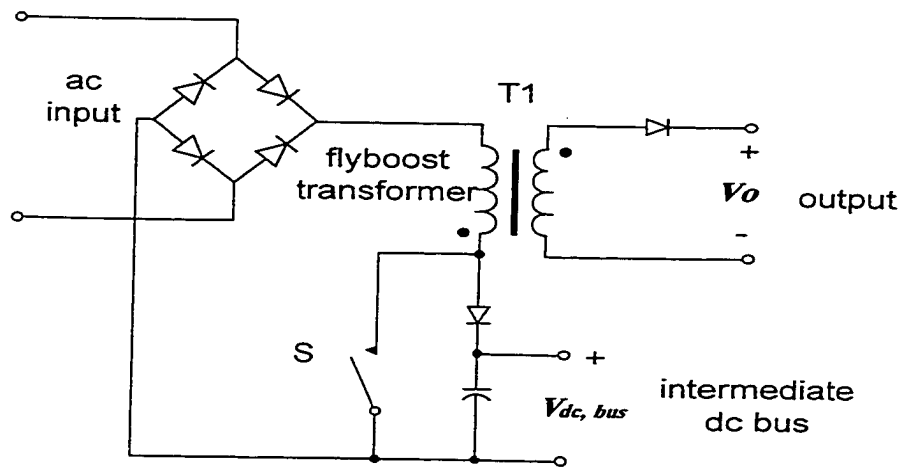 ac
input
T1
flyboost
transformer
+
Vo
-
output
S
+
Vdc, bus
intermediate
dc bus